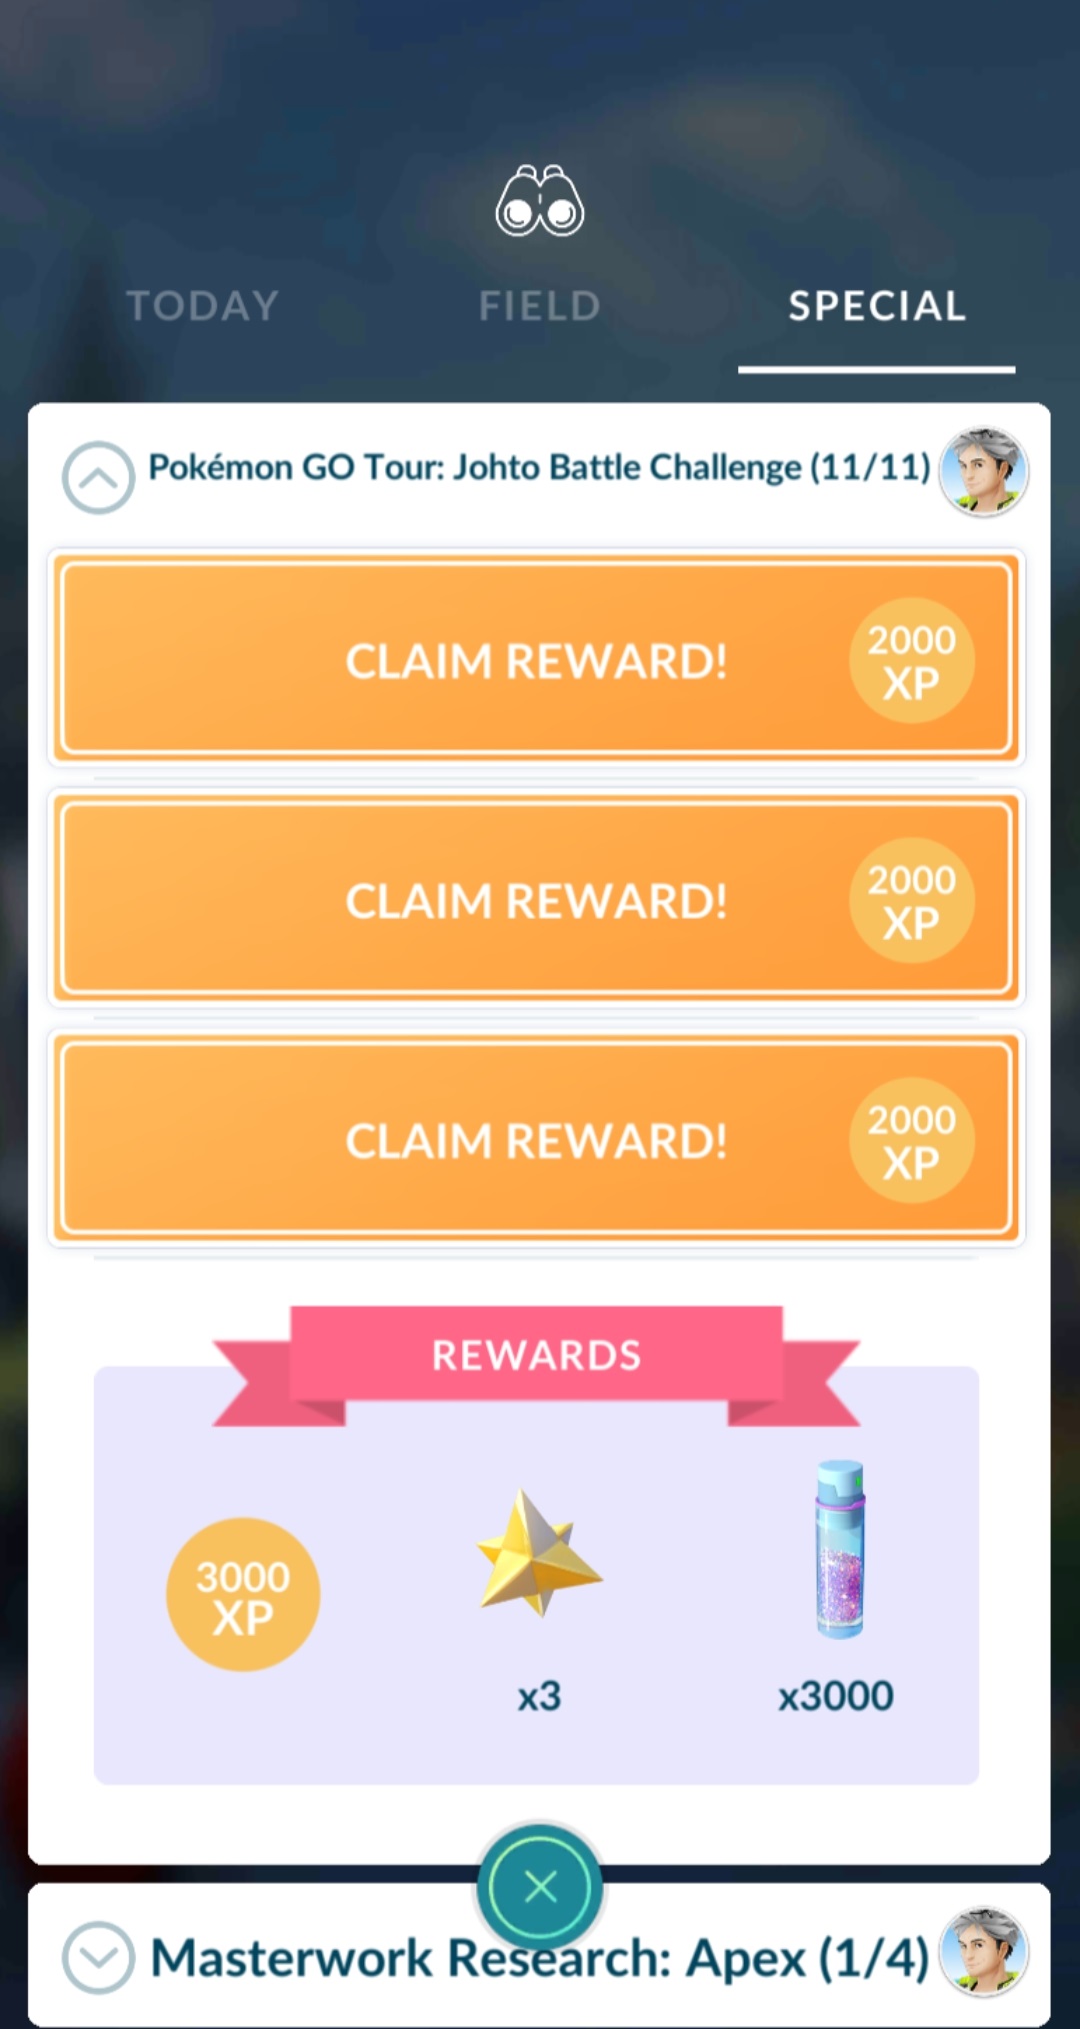 TODAY FIELD SPECIAL
Pokémon GO Tour: Johto Battle Challenge (11/11)
CLAIM REWARD!
2000
XP
CLAIM REWARD!
2000
XP
CLAIM REWARD!
2000
XP
REWARDS
3000
XP
x3
x3000
Masterwork Research: Apex (1/4)